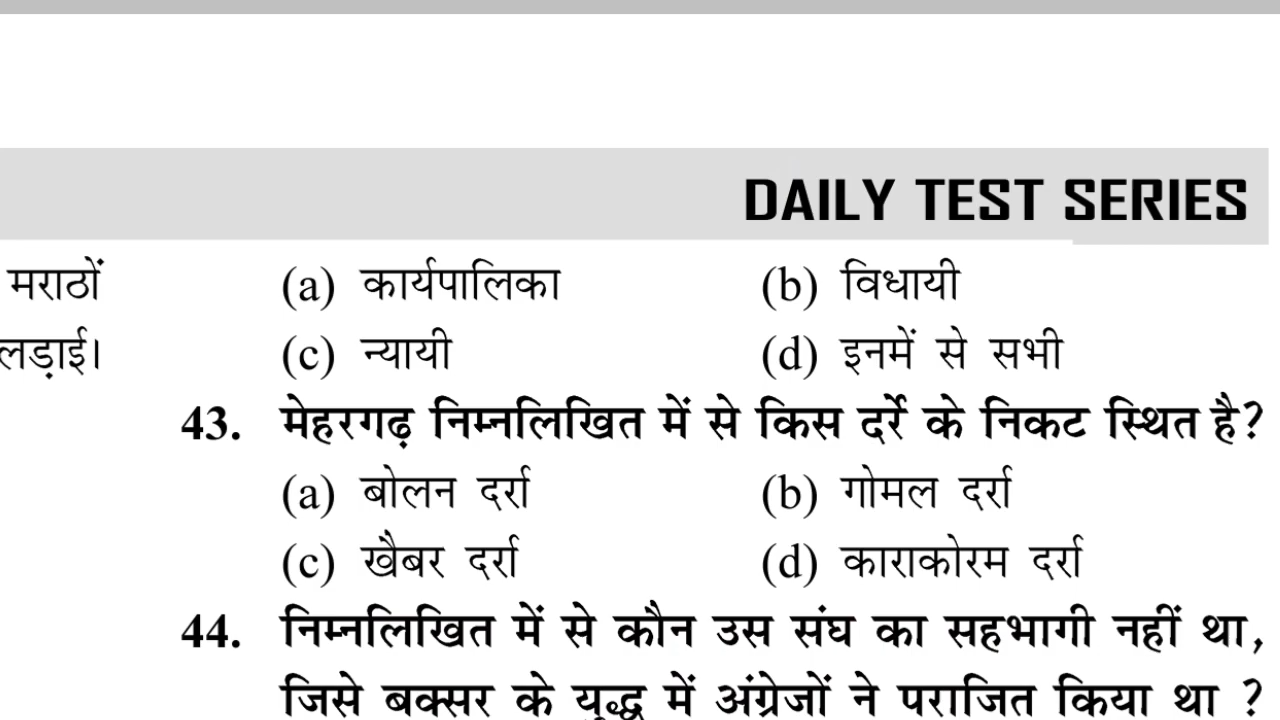 DAILY TEST SERIES
मराठों
लड़ाई।
(a) कार्यपालिका (b) विधायी
(c) न्यायी (d) इनमें से सभी
43. मेहरगढ़ निम्नलिखित में से किस दर्रे के निकट स्थित है?
(a) बोलन दर्रा (b) गोमल दर्रा
(c) खैबर दर्रा (d) काराकोरम दर्रा
44. निम्नलिखित में से कौन उस संघ का सहभागी नहीं था,
जिसे बक्सर के युद्ध में अंग्रेजों ने पराजित किया था ?